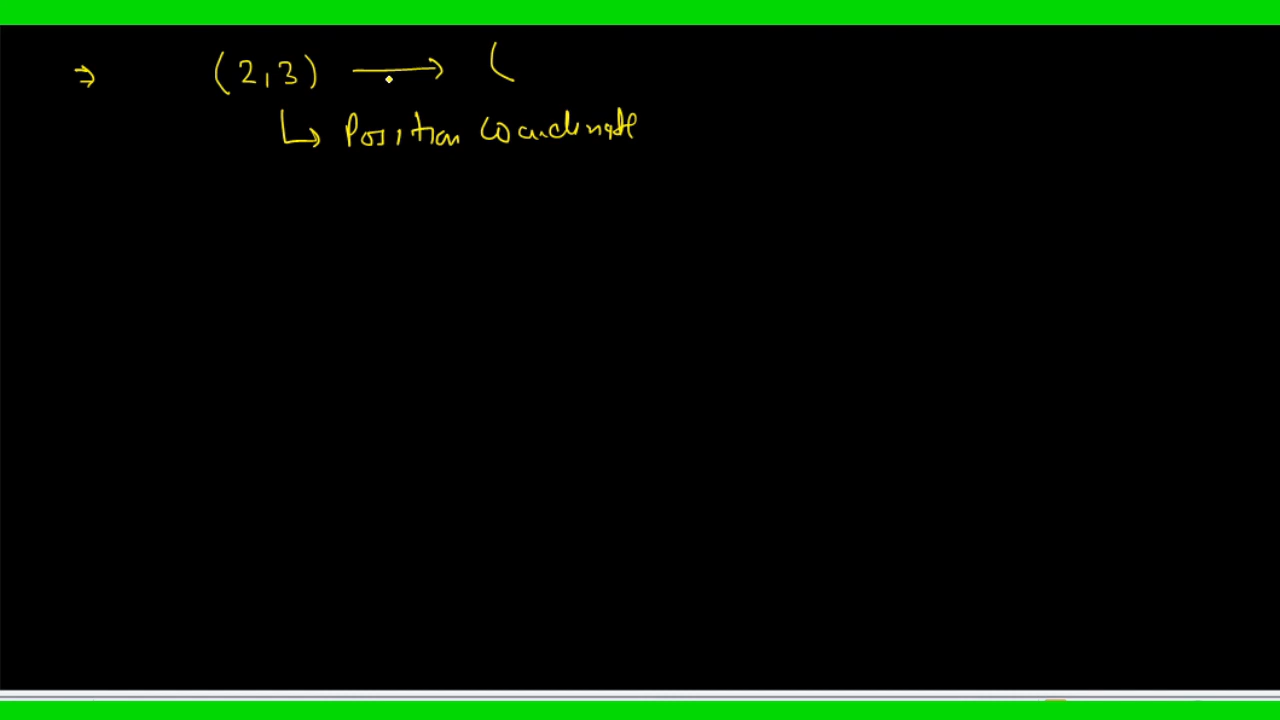 ⇒ (2,3) ⟶ (
↳ Position coordinate